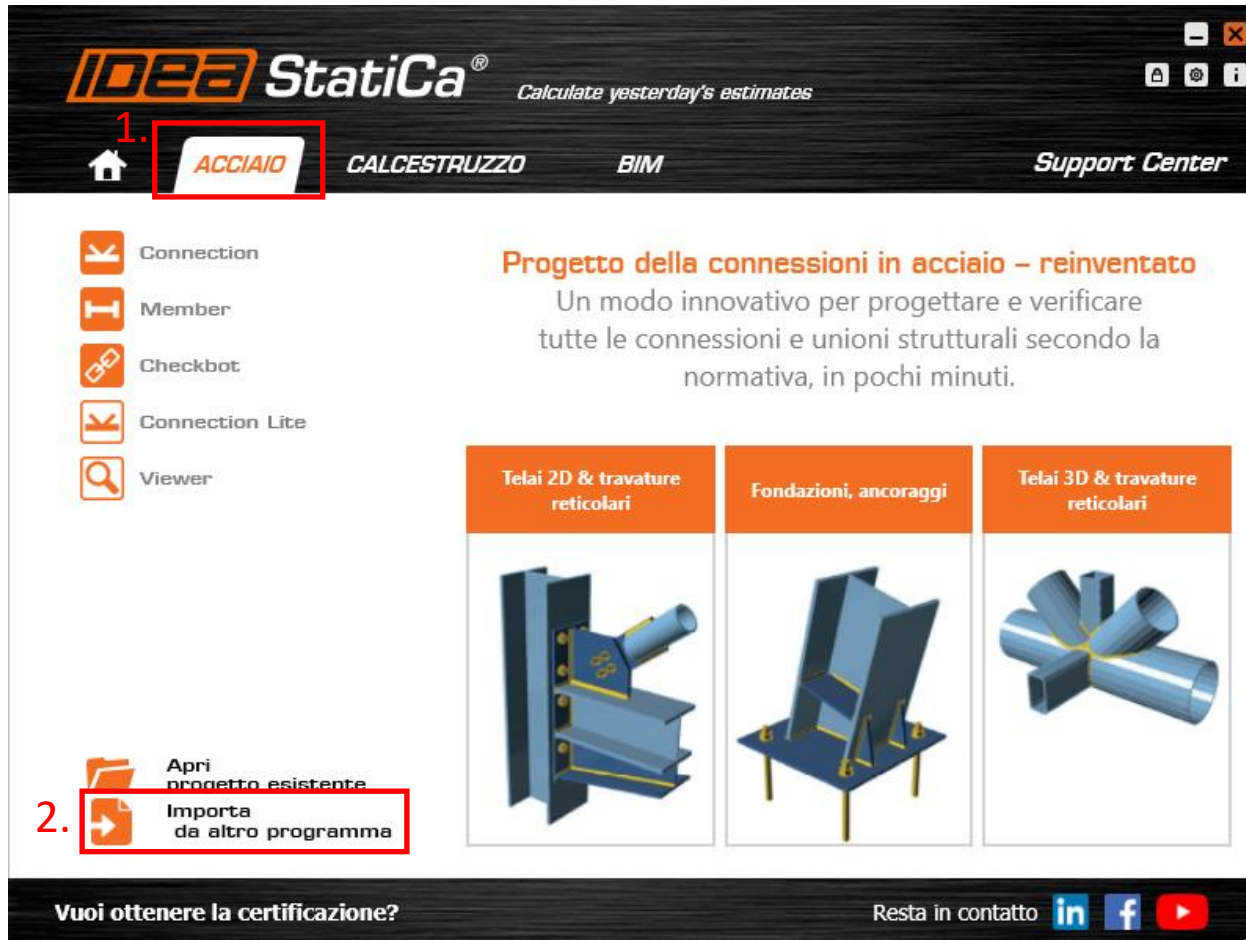 IDEA StatiCa®
Calculate yesterday's estimates
1.
ACCIAIO
CALCESTRUZZO
BIM
Support Center
Connection
Member
Checkbot
Connection Lite
Viewer
Progetto della connessioni in acciaio – reinventato
Un modo innovativo per progettare e verificare
tutte le connessioni e unioni strutturali secondo la
normativa, in pochi minuti.
Telai 2D & travature
reticolari
Fondazioni, ancoraggi
Telai 3D & travature
reticolari
Apri
progetto esistente
2.
Importa
da altro programma
Vuoi ottenere la certificazione?
Resta in contatto
in
f